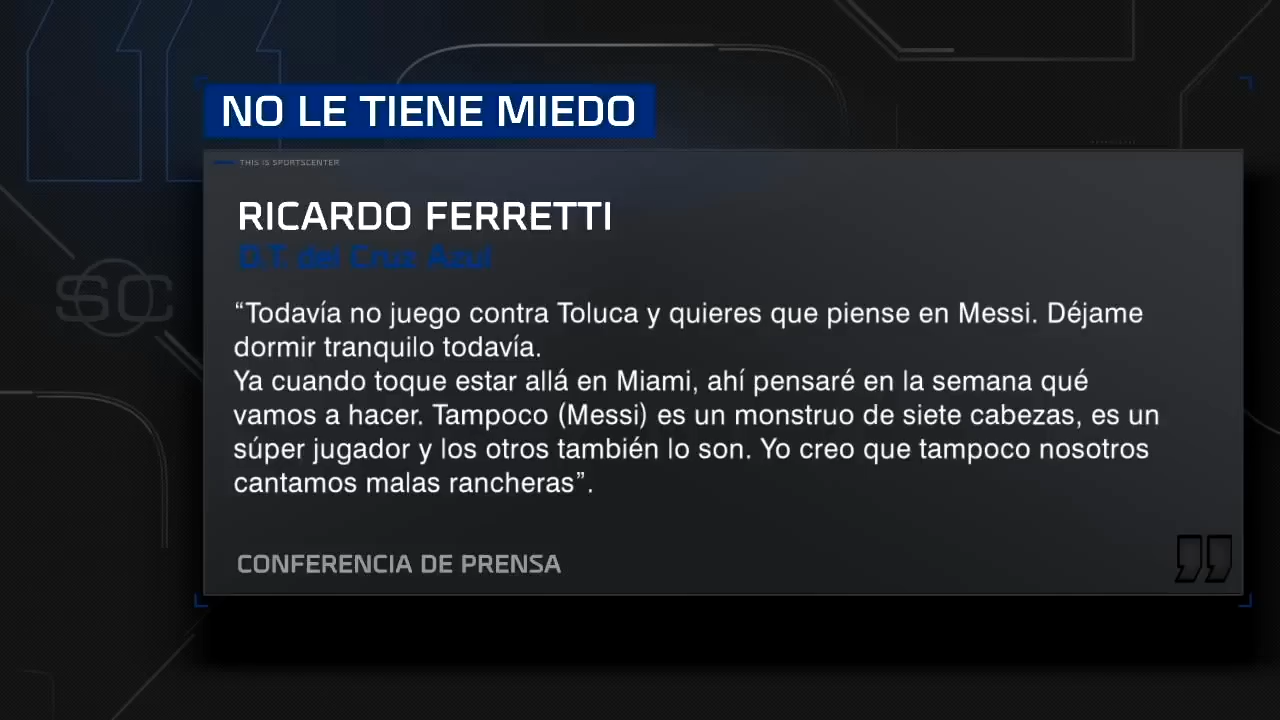 NO LE TIENE MIEDO
THIS IS SPORTSCENTER
RICARDO FERRETTI
D.T. del Cruz Azul
SC
“Todavía no juego contra Toluca y quieres que piense en Messi. Déjame
dormir tranquilo todavía.
Ya cuando toque estar allá en Miami, ahí pensaré en la semana qué
vamos a hacer. Tampoco (Messi) es un monstruo de siete cabezas, es un
súper jugador y los otros también lo son. Yo creo que tampoco nosotros
cantamos malas rancheras”.
CONFERENCIA DE PRENSA